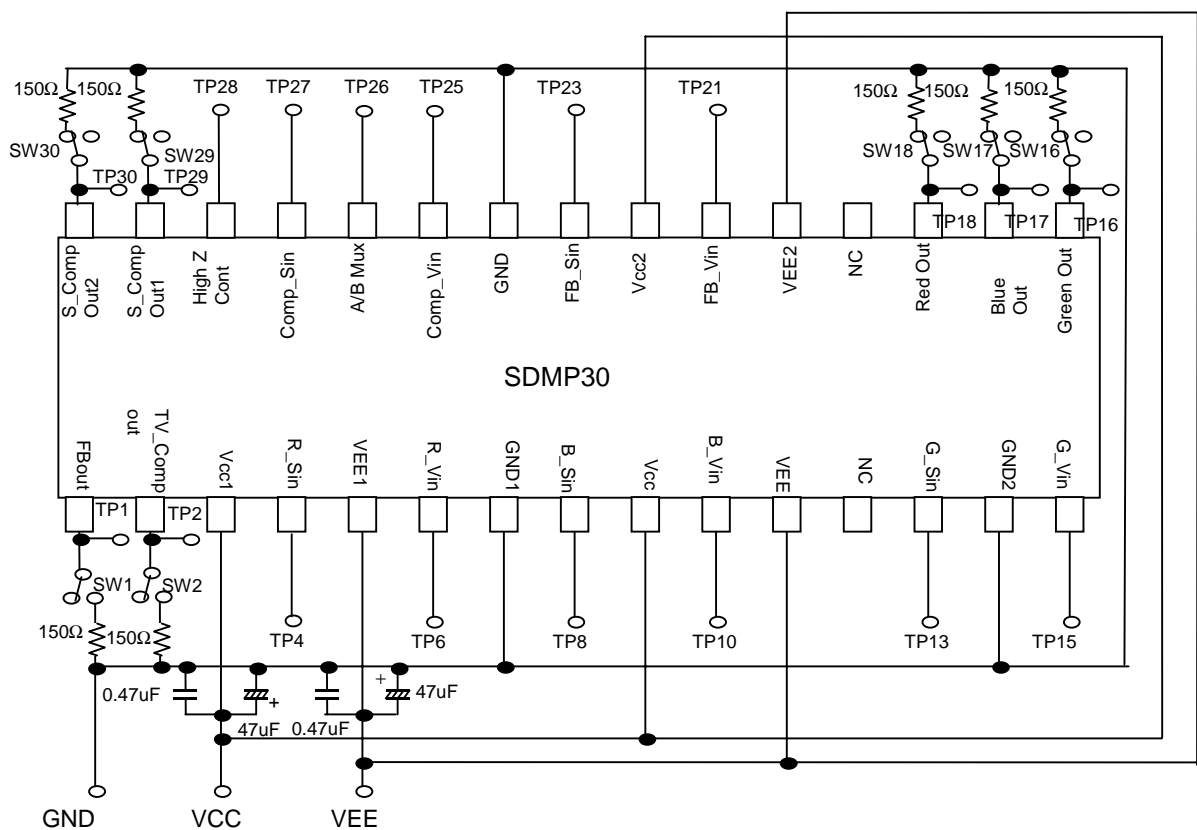 150Ω 150Ω TP28 TP27 TP26 TP25 TP23 TP21 150Ω 150Ω 150Ω
SW30 SW29 SW18 SW17 SW16
TP30 TP29 TP18 TP17 TP16
S_Comp
Out2
S_Comp
Out1
High Z
Cont
Comp_Sin
A/B Mux
Comp_Vin
GND
FB_Sin
Vcc2
FB_Vin
VEE2
NC
Red Out
Blue
Out
Green Out
SDMP30
FBout
TV_Comp
out
Vcc1
R_Sin
VEE1
R_Vin
GND1
B_Sin
Vcc
B_Vin
VEE
NC
G_Sin
GND2
G_Vin
TP1 TP2
SW1 SW2
150Ω 150Ω TP4 TP6 TP8 TP10 TP13 TP15
0.47uF + + 47uF
47uF 0.47uF
GND VCC VEE